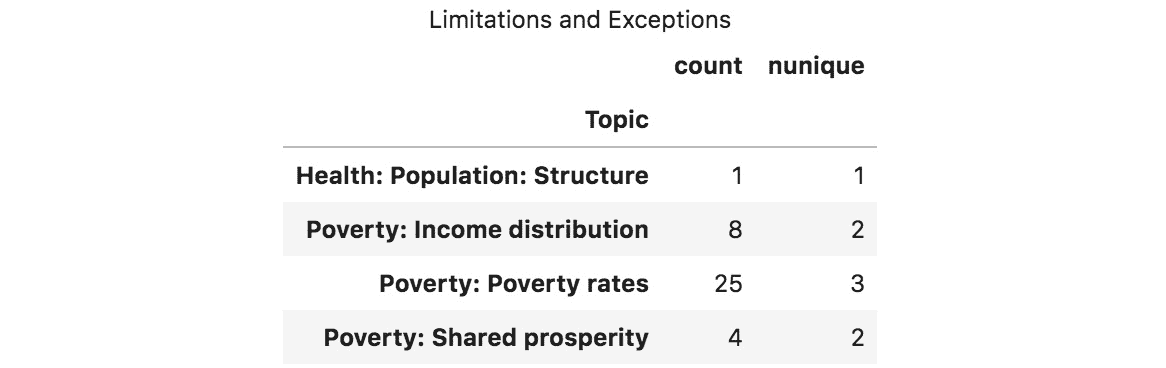 Limitations and Exceptions
count nunique
Topic
Health: Population: Structure 1 1
Poverty: Income distribution 8 2
Poverty: Poverty rates 25 3
Poverty: Shared prosperity 4 2